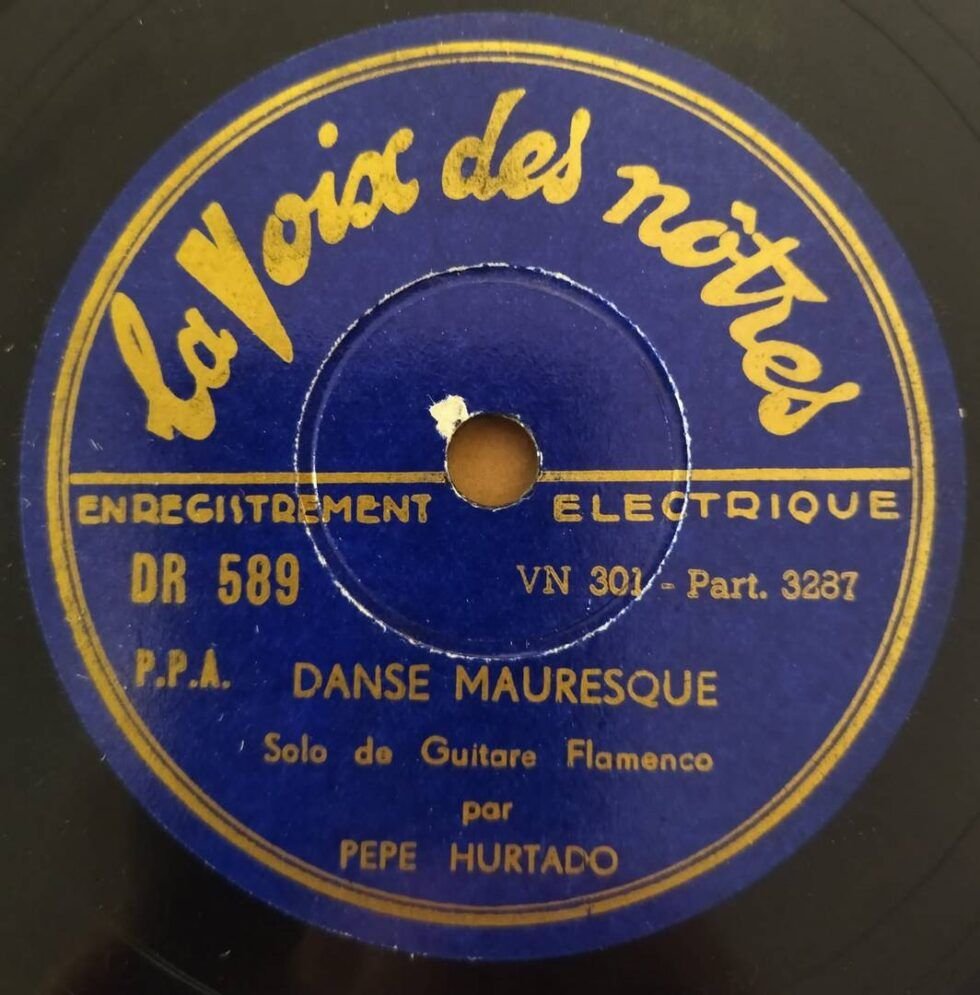 La Voix des nôtres
ENREGISTREMENT ELECTRIQUE
DR 589 VN 301 - Part. 3287
P.P.A. DANSE MAURESQUE
Solo de Guitare Flamenco
par
PEPE HURTADO